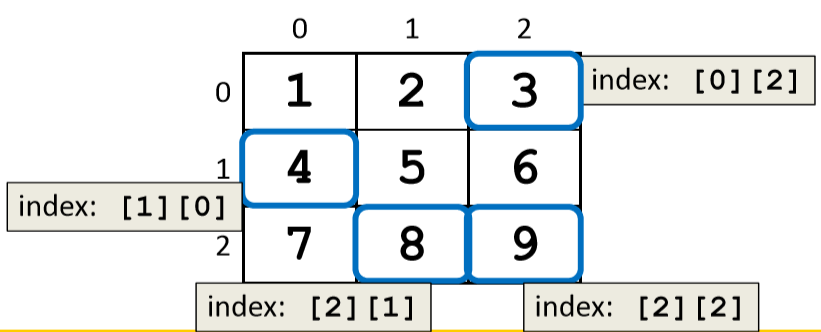 0 1 2
0 1 2 3 index: [0][2]
1 4 5 6
index: [1][0]
2 7 8 9
index: [2][1] index: [2][2]